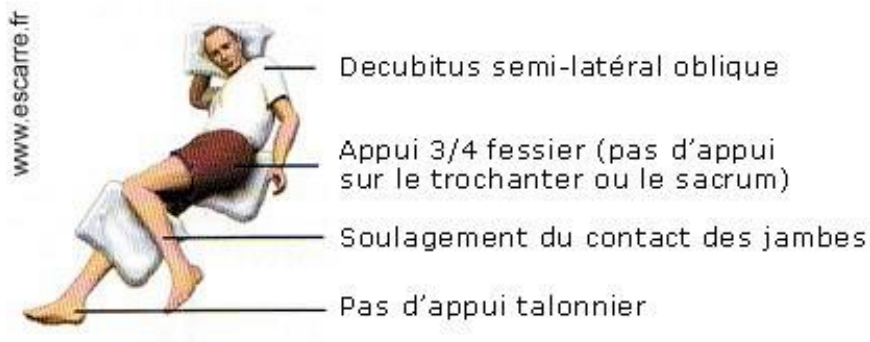 www.escarre.fr
Decubitus semi-latéral oblique
Appui 3/4 fessier (pas d'appui
sur le trochanter ou le sacrum)
Soulagement du contact des jambes
Pas d'appui talonnier